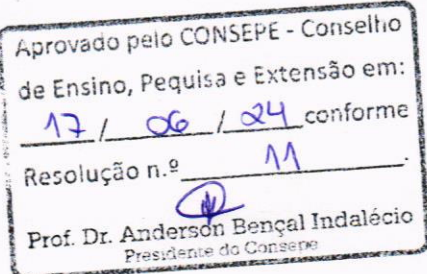 Aprovado pelo CONSEPE - Conselho
de Ensino, Pequisa e Extensão em:
17 / 06 / 24 conforme
Resolução n.º 11.
Prof. Dr. Anderson Bençal Indalécio
Presidente do Consepe